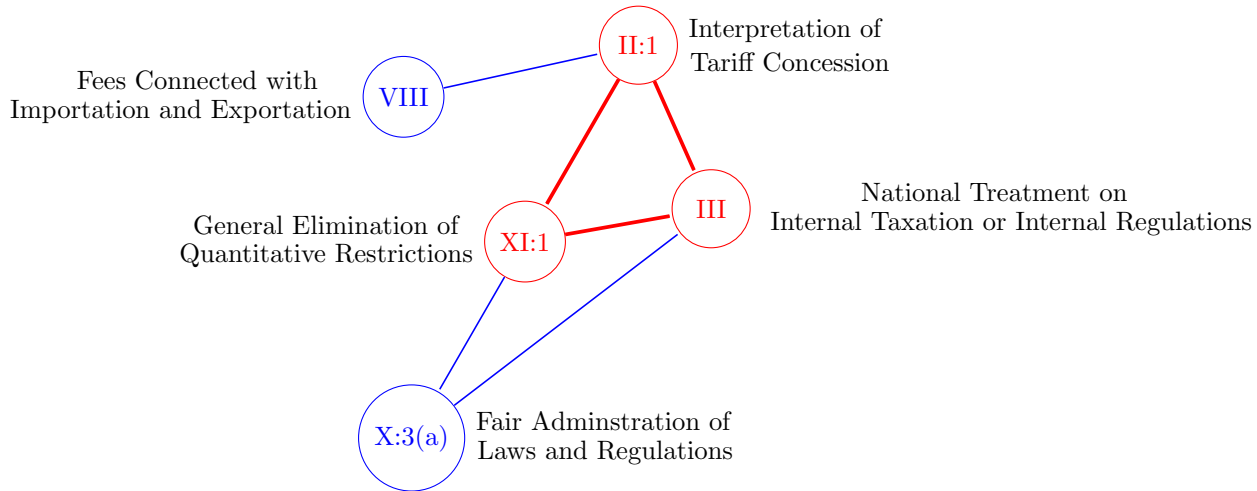 II:1
Interpretation of
Tariff Concession
Fees Connected with
Importation and Exportation
VIII
National Treatment on
Internal Taxation or Internal Regulations
III
General Elimination of
Quantitative Restrictions
XI:1
X:3(a)
Fair Adminstration of
Laws and Regulations